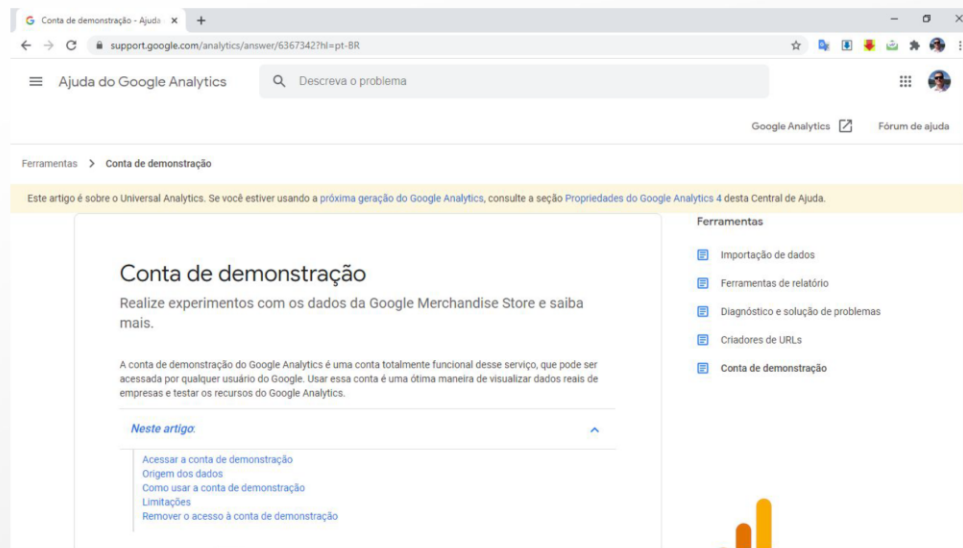 Conta de demonstração - Ajuda
support.google.com/analytics/answer/6367342?hl=pt-BR
Ajuda do Google Analytics
Descreva o problema
Google Analytics
Fórum de ajuda
Ferramentas > Conta de demonstração
Este artigo é sobre o Universal Analytics. Se você estiver usando a próxima geração do Google Analytics, consulte a seção Propriedades do Google Analytics 4 desta Central de Ajuda.
Conta de demonstração
Realize experimentos com os dados da Google Merchandise Store e saiba
mais.
A conta de demonstração do Google Analytics é uma conta totalmente funcional desse serviço, que pode ser
acessada por qualquer usuário do Google. Usar essa conta é uma ótima maneira de visualizar dados reais de
empresas e testar os recursos do Google Analytics.
Neste artigo:
Acessar a conta de demonstração
Origem dos dados
Como usar a conta de demonstração
Limitações
Remover o acesso à conta de demonstração
Ferramentas
Importação de dados
Ferramentas de relatório
Diagnóstico e solução de problemas
Criadores de URLs
Conta de demonstração